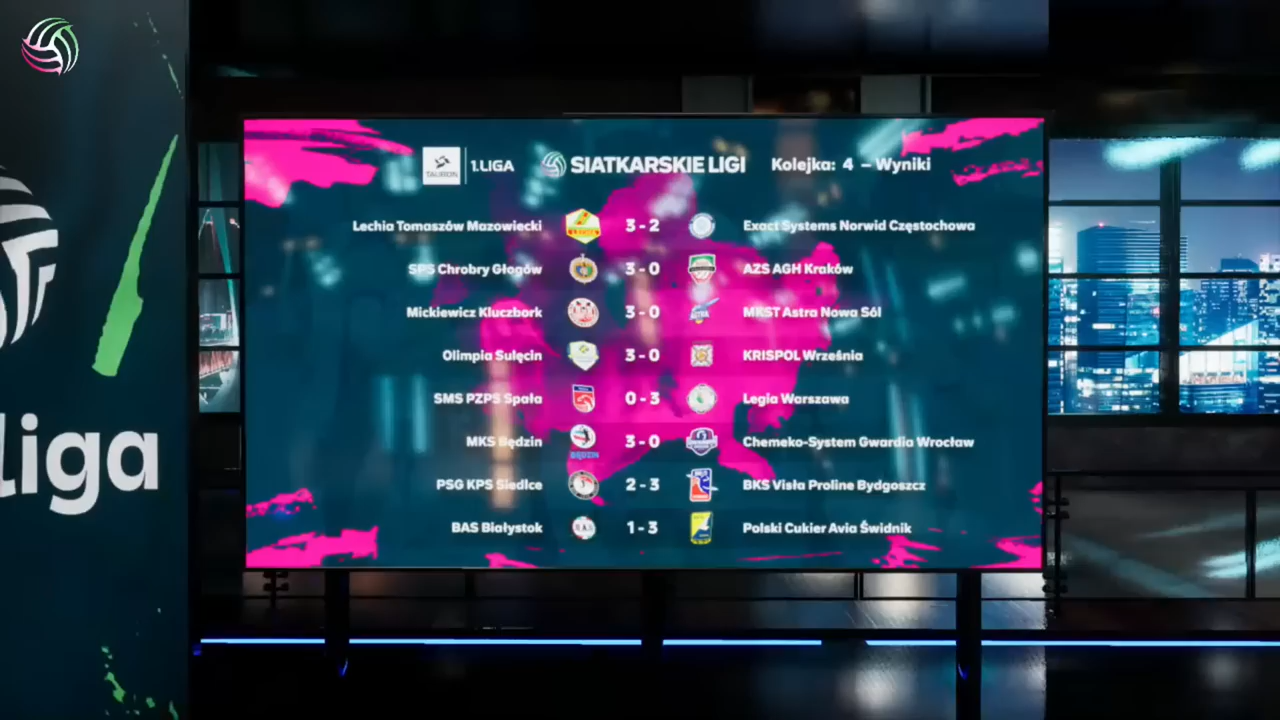 liga
TAURON 1.LIGA SIATKARSKIE LIGI Kolejka: 4 - Wyniki
Lechia Tomaszów Mazowiecki 3 - 2 Exact Systems Norwid Częstochowa
SPS Chrobry Głogów 3 - 0 AZS AGH Kraków
Mickiewicz Kluczbork 3 - 0 MKST Astra Nowa Sól
Olimpia Sulęcin 3 - 0 KRISPOL Września
SMS PZPS Spała 0 - 3 Legia Warszawa
MKS Będzin 3 - 0 Chemeko-System Gwardia Wrocław
BĘDZIN
PSG KPS Siedlce 2 - 3 BKS Visła Proline Bydgoszcz
BAS Białystok 1 - 3 Polski Cukier Avia Świdnik